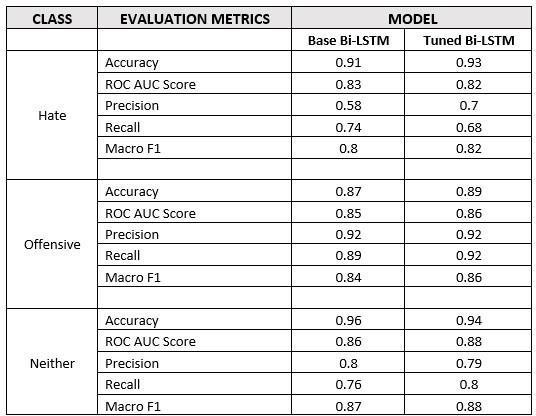 CLASS EVALUATION METRICS MODEL
Base Bi-LSTM Tuned Bi-LSTM
Hate
Accuracy 0.91 0.93
ROC AUC Score 0.83 0.82
Precision 0.58 0.7
Recall 0.74 0.68
Macro F1 0.8 0.82
Offensive
Accuracy 0.87 0.89
ROC AUC Score 0.85 0.86
Precision 0.92 0.92
Recall 0.89 0.92
Macro F1 0.84 0.86
Neither
Accuracy 0.96 0.94
ROC AUC Score 0.86 0.88
Precision 0.8 0.79
Recall 0.76 0.8
Macro F1 0.87 0.88